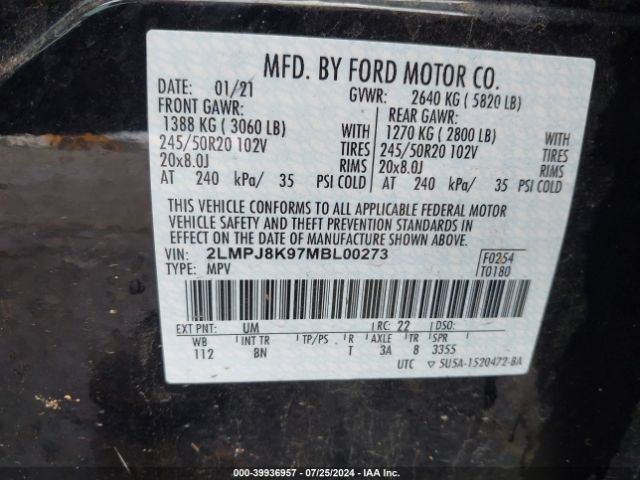 MFD. BY FORD MOTOR CO.
DATE: 01/21 GVWR: 2640 KG ( 5820 LB)
FRONT GAWR: REAR GAWR:
1388 KG ( 3060 LB) WITH 1270 KG ( 2800 LB) WITH
245/50R20 102V TIRES 245/50R20 102V TIRES
20x8.0J RIMS 20x8.0J RIMS
AT 240 kPa/ 35 PSI COLD AT 240 kPa/ 35 PSI COLD
THIS VEHICLE CONFORMS TO ALL APPLICABLE FEDERAL MOTOR
VEHICLE SAFETY AND THEFT PREVENTION STANDARDS IN
EFFECT ON THE DATE OF MANUFACTURE SHOWN ABOVE.
VIN: 2LMPJ8K97MBL00273 F0254
TYPE: MPV T0180
EXT PNT: UM RC: 22 DSO:
WB INT TR TP/PS R AXLE TR SPR
112 BN T 3A 8 3355
UTC ▽ 5U5A-1520472-BA
000-39936957 / 07/25/2024 - IAA Inc.